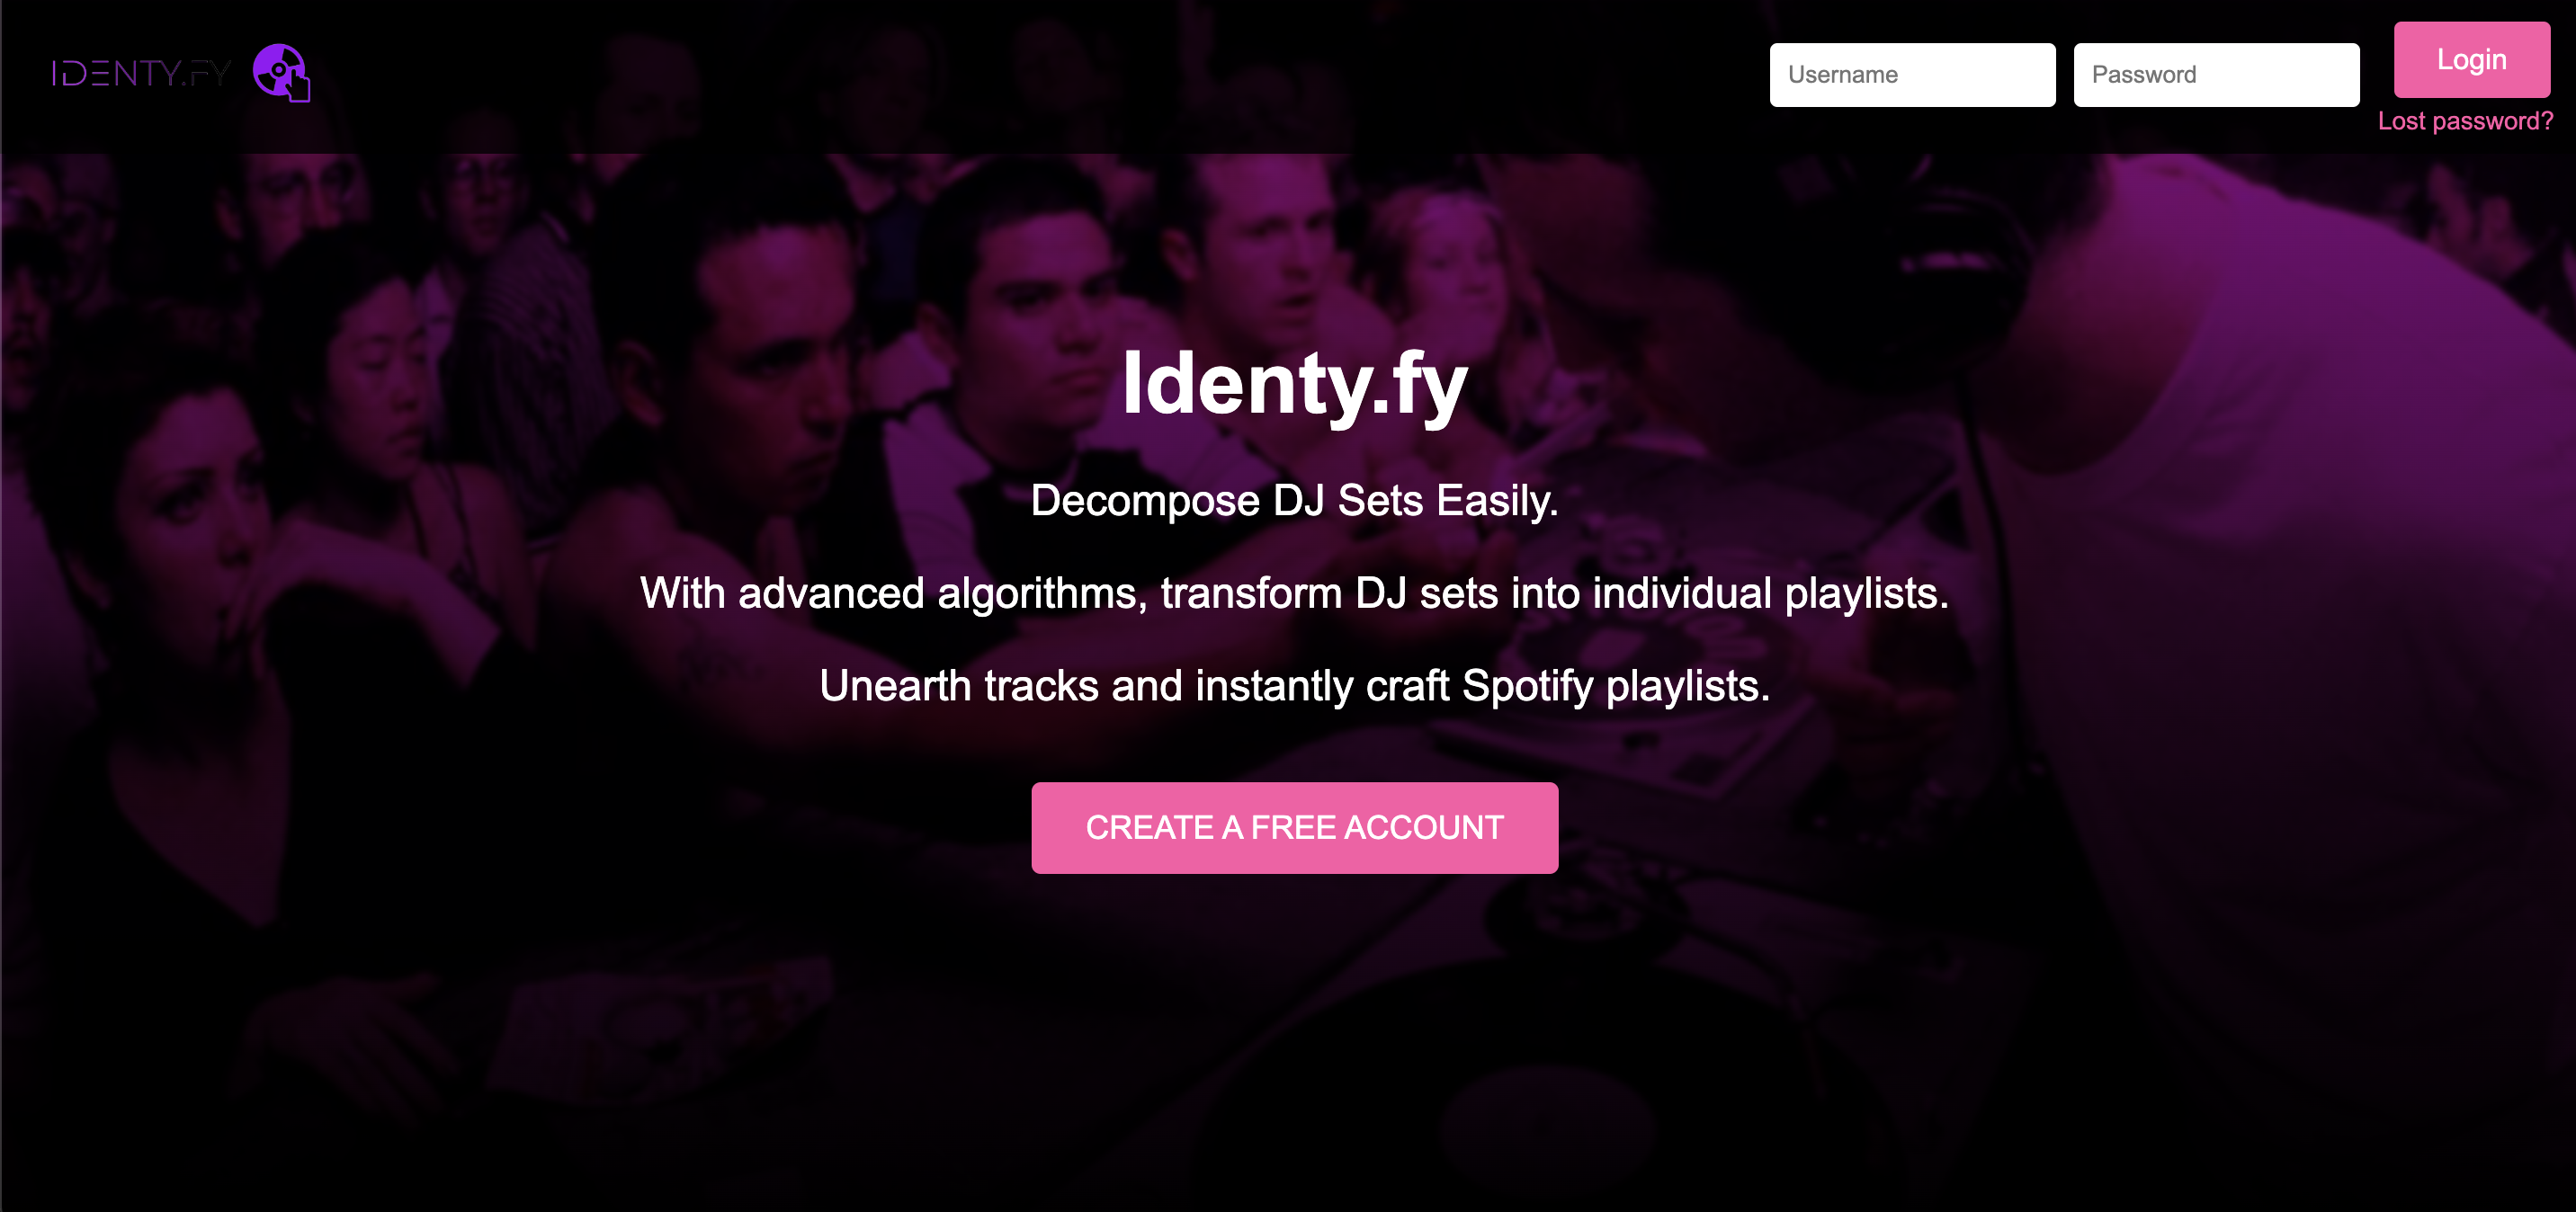 IDENTY.FY
Username
Password
Login
Lost password?
Identy.fy
Decompose DJ Sets Easily.
With advanced algorithms, transform DJ sets into individual playlists.
Unearth tracks and instantly craft Spotify playlists.
CREATE A FREE ACCOUNT